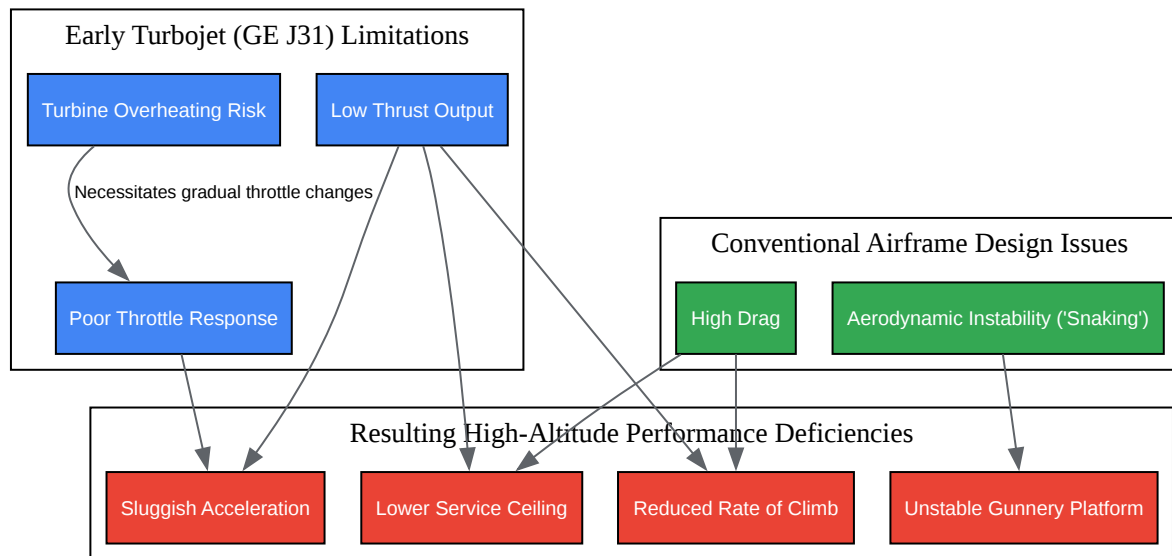 Early Turbojet (GE J31) Limitations
Turbine Overheating Risk
Low Thrust Output
Necessitates gradual throttle changes
Poor Throttle Response
Conventional Airframe Design Issues
High Drag
Aerodynamic Instability ('Snaking')
Resulting High-Altitude Performance Deficiencies
Sluggish Acceleration
Lower Service Ceiling
Reduced Rate of Climb
Unstable Gunnery Platform